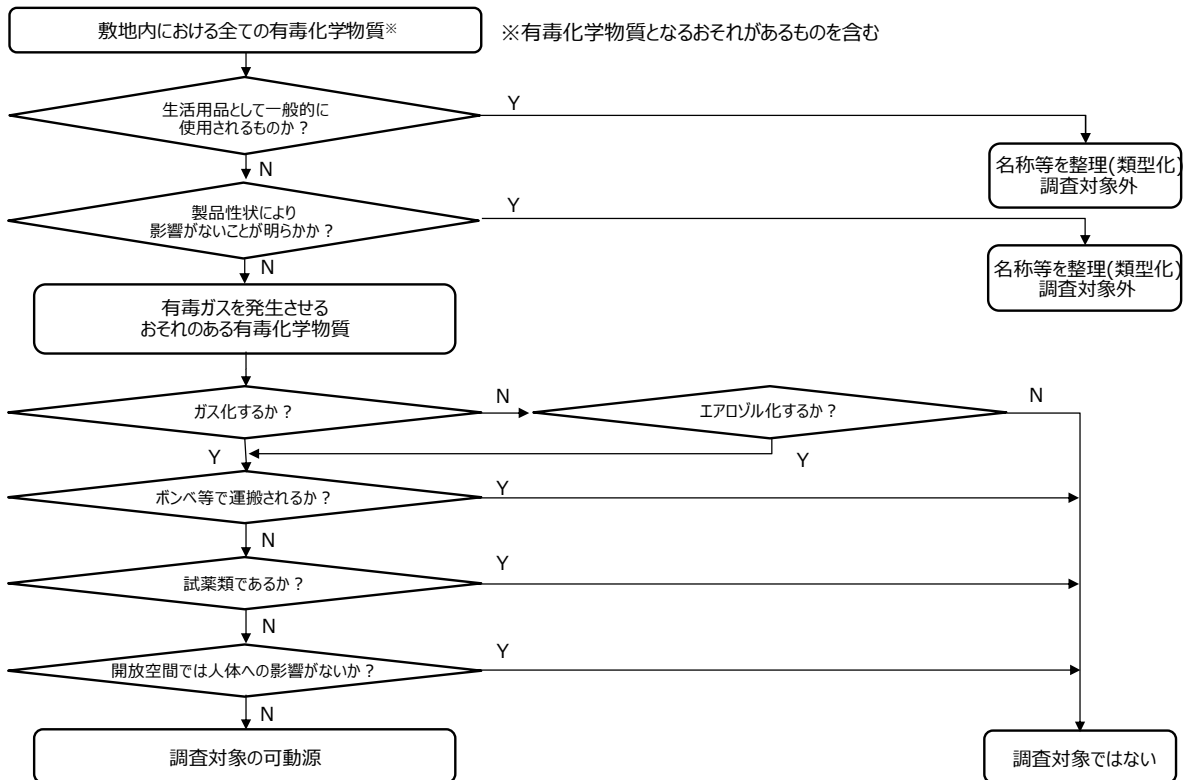 敷地内における全ての有毒化学物質※
※有毒化学物質となるおそれがあるものを含む
生活用品として一般的に
使用されるものか？
Y
N
名称等を整理(類型化)
調査対象外
製品性状により
影響がないことが明らかか？
Y
N
名称等を整理(類型化)
調査対象外
有毒ガスを発生させる
おそれのある有毒化学物質
ガス化するか？
N
エアロゾル化するか？
N
Y
Y
ボンベ等で運搬されるか？
Y
N
試薬類であるか？
Y
N
開放空間では人体への影響がないか？
Y
N
調査対象の可動源
調査対象ではない